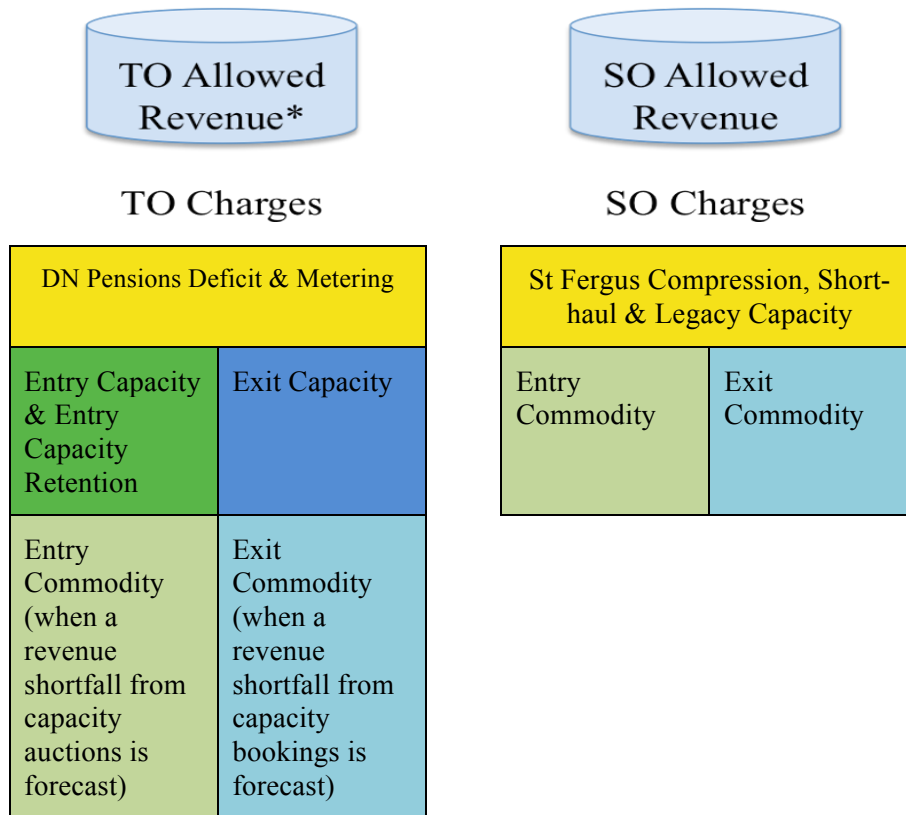 TO Allowed
Revenue*
SO Allowed
Revenue
TO Charges
SO Charges
DN Pensions Deficit & Metering
St Fergus Compression, Short-
haul & Legacy Capacity
Entry Capacity
& Entry
Capacity
Retention
Exit Capacity
Entry
Commodity
Exit
Commodity
Entry
Commodity
(when a
revenue
shortfall from
capacity
auctions is
forecast)
Exit
Commodity
(when a
revenue
shortfall from
capacity
bookings is
forecast)